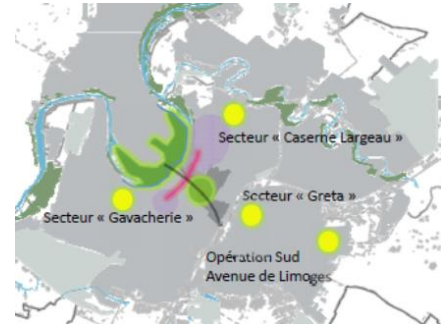 Secteur « Caserne Largeau »
Secteur « Greta »
Secteur « Gavacherie »
Opération Sud
Avenue de Limoges